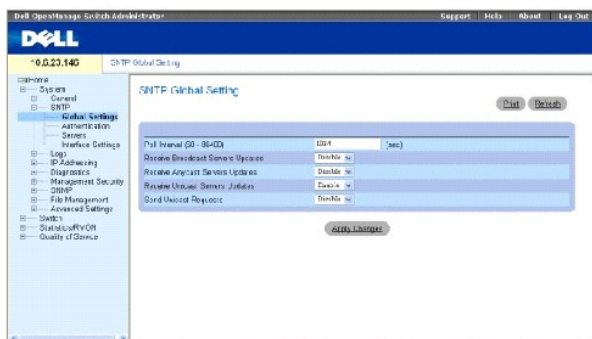 Dell OpenManage Switch Administrator
Support Help About Log Out
DELL
10.6.23.146
SNTP Global Setting
Home
System
General
SNTP
Global Settings
Authentication
Servers
Interface Settings
Logs
IP Addressing
Diagnostics
Management Security
SNMP
File Management
Advanced Settings
Switch
Statistics/RMON
Quality of Service
SNTP Global Setting
Print Refresh
Poll Interval (60 - 86400) 1024 (sec)
Receive Broadcast Servers Updates Disable
Receive Anycast Servers Updates Disable
Receive Unicast Servers Updates Disable
Send Unicast Requests Disable
Apply Changes